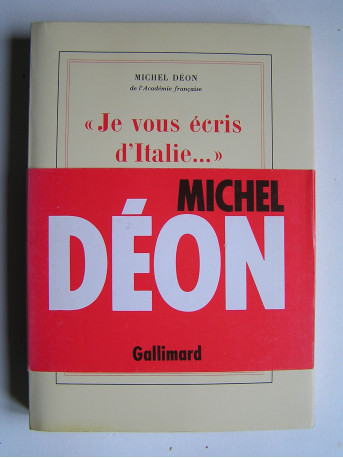 MICHEL DÉON
de l'Académie française
« Je vous écris
d'Italie... »
MICHEL
DÉON
Gallimard